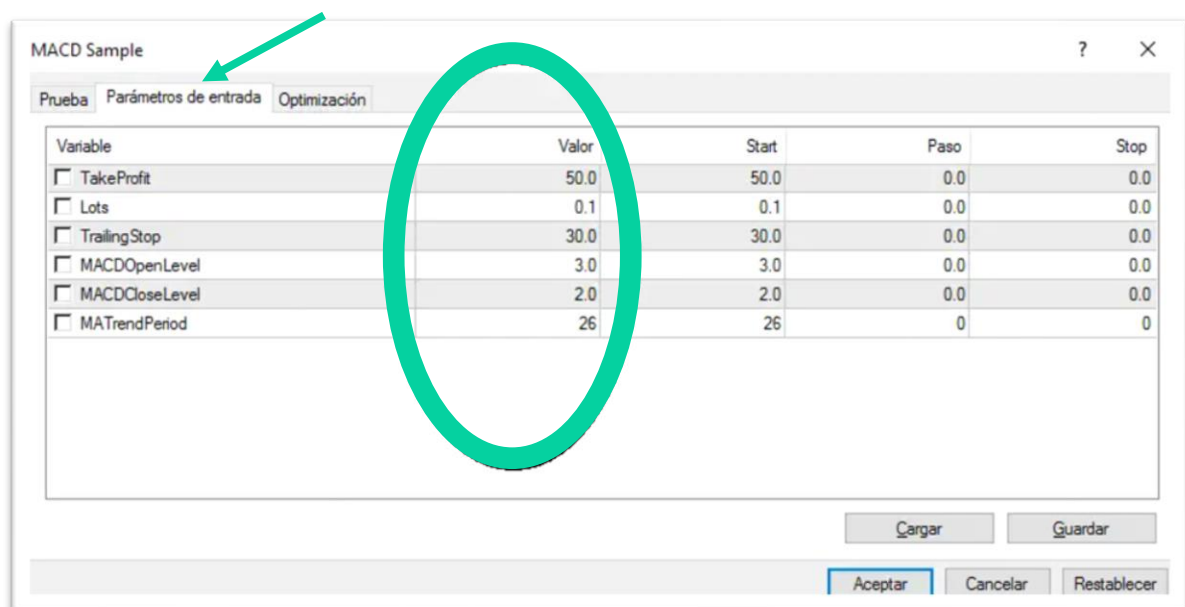 MACD Sample ? ×
Prueba Parámetros de entrada Optimización
Variable Valor Start Paso Stop
TakeProfit 50.0 50.0 0.0 0.0
Lots 0.1 0.1 0.0 0.0
TrailingStop 30.0 30.0 0.0 0.0
MACDOpenLevel 3.0 3.0 0.0 0.0
MACDCloseLevel 2.0 2.0 0.0 0.0
MATrendPeriod 26 26 0 0
Cargar Guardar
Aceptar Cancelar Restablecer